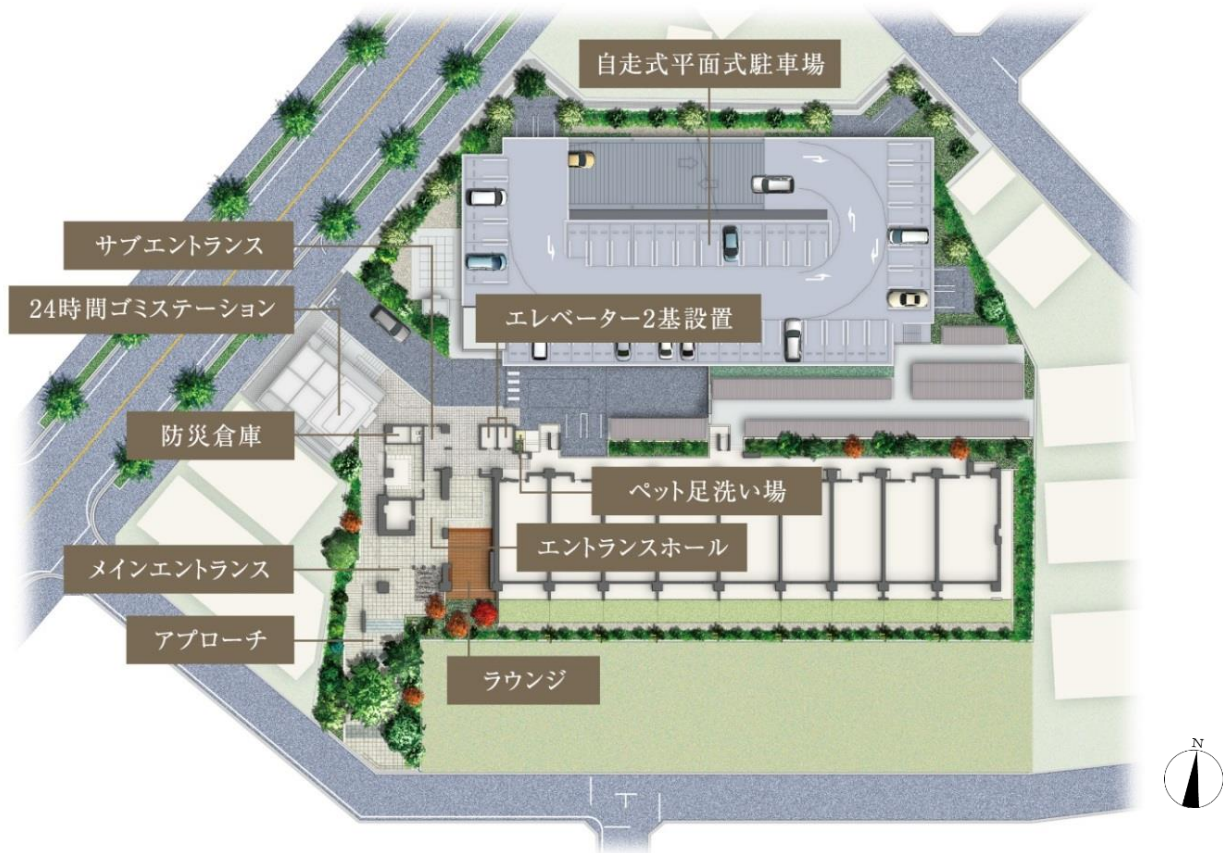 自走式平面式駐車場
サブエントランス
24時間ゴミステーション
エレベーター2基設置
防災倉庫
ペット足洗い場
エントランスホール
メインエントランス
アプローチ
ラウンジ
N